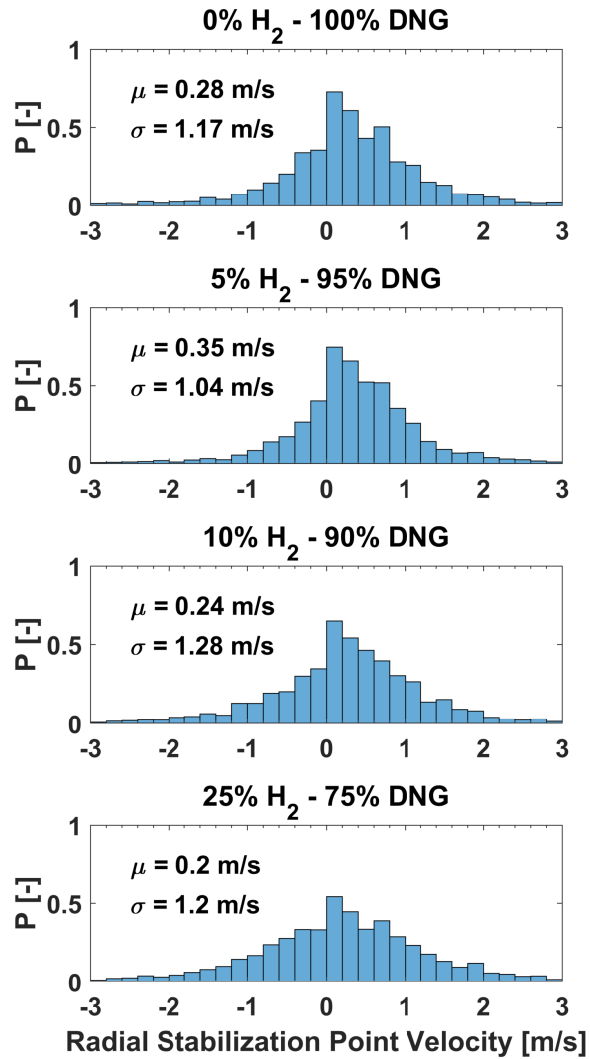 0% H₂ - 100% DNG
1
μ = 0.28 m/s
P [-]
0.5
σ = 1.17 m/s
0
-3 -2 -1 0 1 2 3
5% H₂ - 95% DNG
1
μ = 0.35 m/s
P [-]
0.5
σ = 1.04 m/s
0
-3 -2 -1 0 1 2 3
10% H₂ - 90% DNG
1
μ = 0.24 m/s
P [-]
0.5
σ = 1.28 m/s
0
-3 -2 -1 0 1 2 3
25% H₂ - 75% DNG
1
μ = 0.2 m/s
P [-]
0.5
σ = 1.2 m/s
0
-3 -2 -1 0 1 2 3
Radial Stabilization Point Velocity [m/s]